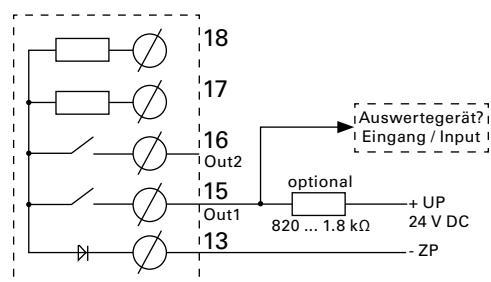 18
17
16
Out2
15
Out1
13
Auswertegerät?
Eingang / Input
optional
820 ... 1.8 kΩ
+ UP
24 V DC
- ZP